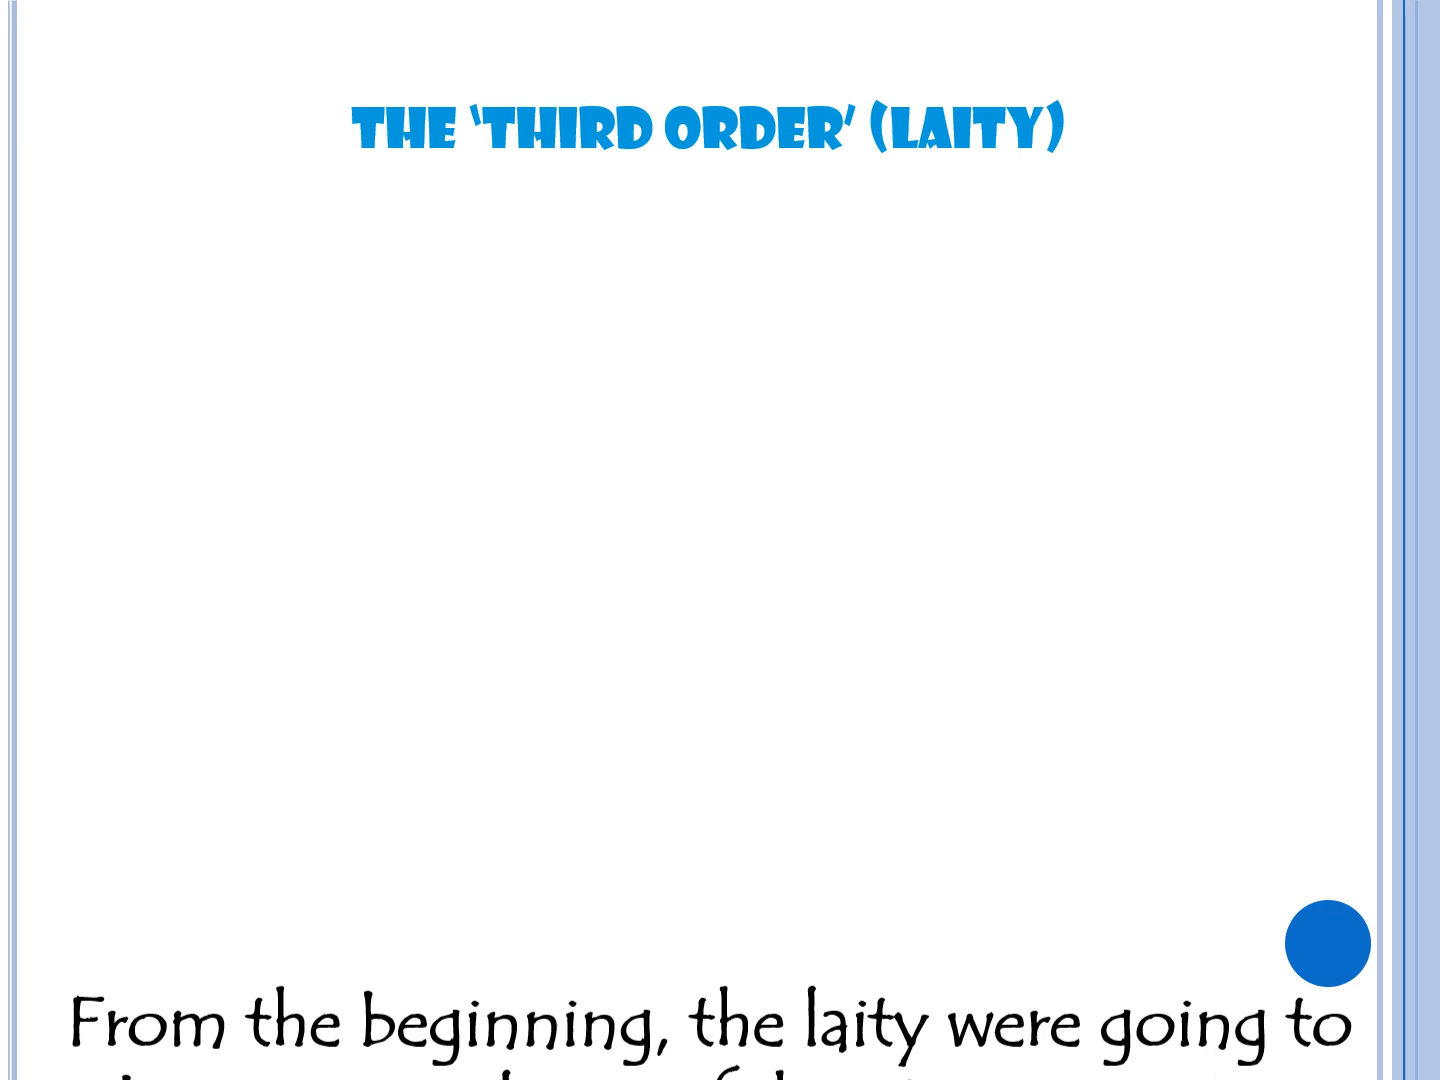 THE ‘THIRD ORDER’ (LAITY)
From the beginning, the laity were going to